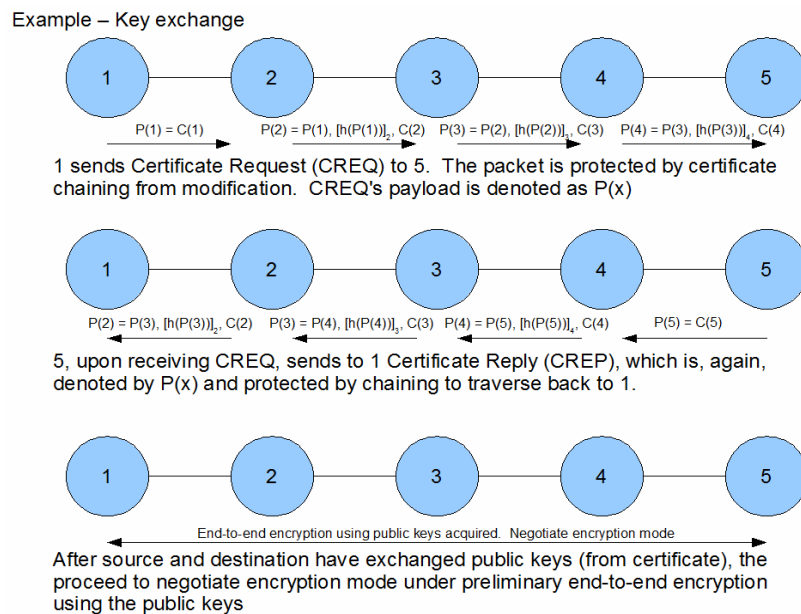 Example – Key exchange
1 2 3 4 5
P(1) = C(1) P(2) = P(1), [h(P(1))]₂, C(2) P(3) = P(2), [h(P(2))]₃, C(3) P(4) = P(3), [h(P(3))]₄, C(4)
1 sends Certificate Request (CREQ) to 5. The packet is protected by certificate
chaining from modification. CREQ's payload is denoted as P(x)
1 2 3 4 5
P(2) = P(3), [h(P(3))]₂, C(2) P(3) = P(4), [h(P(4))]₃, C(3) P(4) = P(5), [h(P(5))]₄, C(4) P(5) = C(5)
5, upon receiving CREQ, sends to 1 Certificate Reply (CREP), which is, again,
denoted by P(x) and protected by chaining to traverse back to 1.
1 2 3 4 5
End-to-end encryption using public keys acquired. Negotiate encryption mode
After source and destination have exchanged public keys (from certificate), the
proceed to negotiate encryption mode under preliminary end-to-end encryption
using the public keys